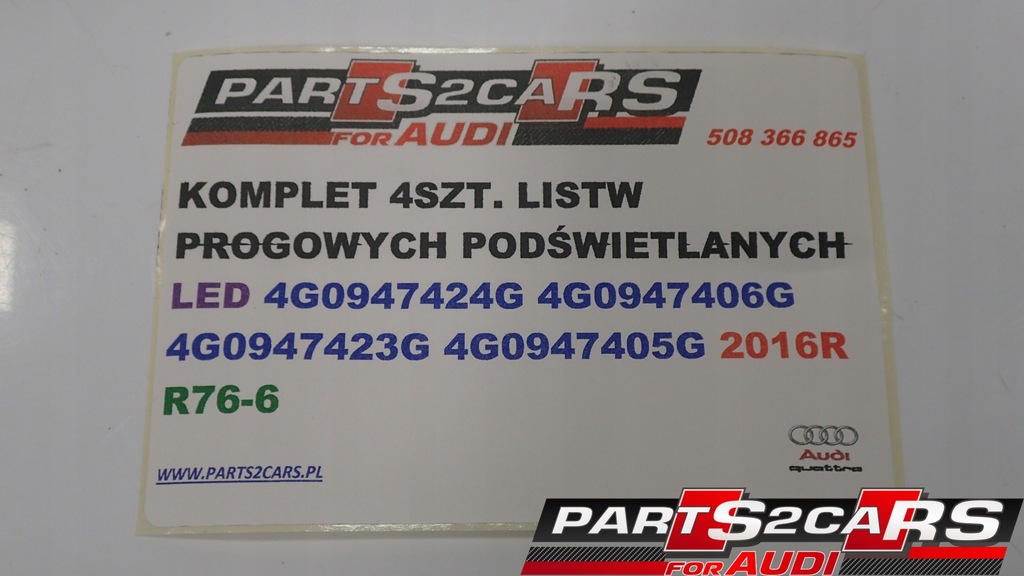 PARTS2CARS
FOR AUDI
508 366 865
KOMPLET 4SZT. LISTW
PROGOWYCH PODŚWIETLANYCH
LED 4G0947424G 4G0947406G
4G0947423G 4G0947405G 2016R
R76-6
WWW.PARTS2CARS.PL
Audi
quattro
PARTS2CARS
FOR AUDI